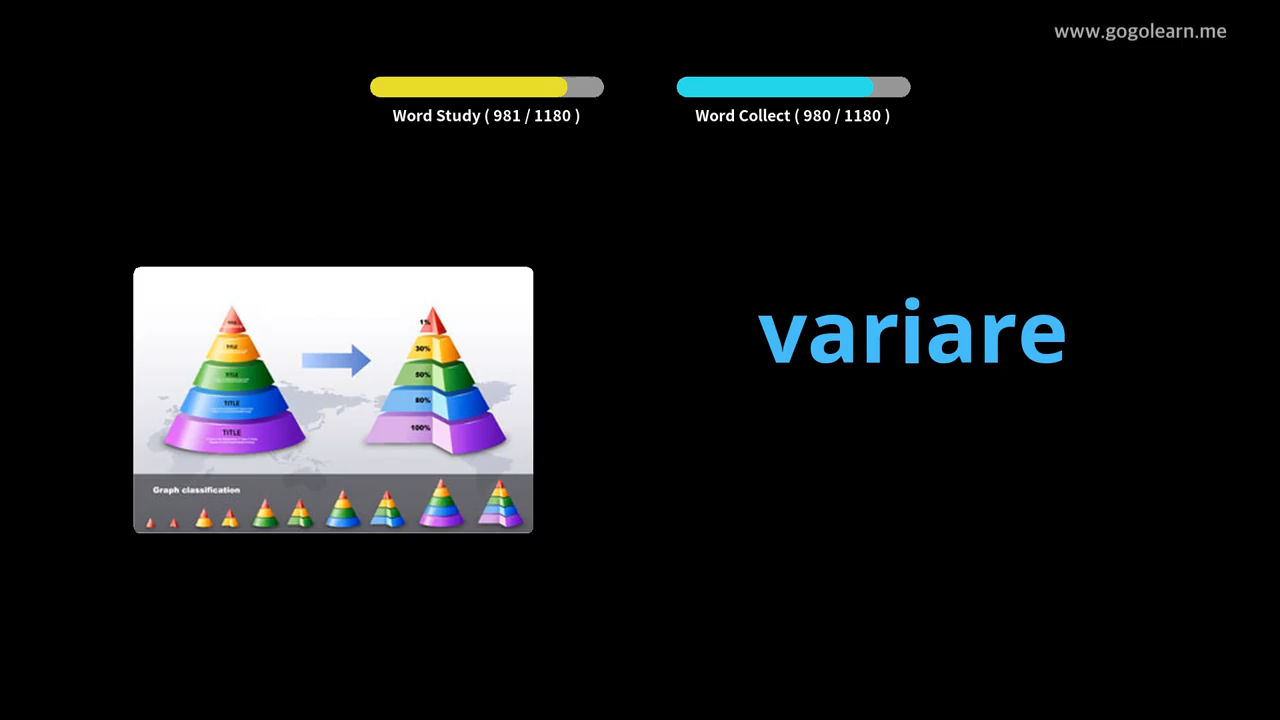 www.gogolearn.me
Word Study ( 981 / 1180 )
Word Collect ( 980 / 1180 )
variare
TITLE
TITLE
TITLE
TITLE
1%
30%
50%
80%
100%
Graph classification